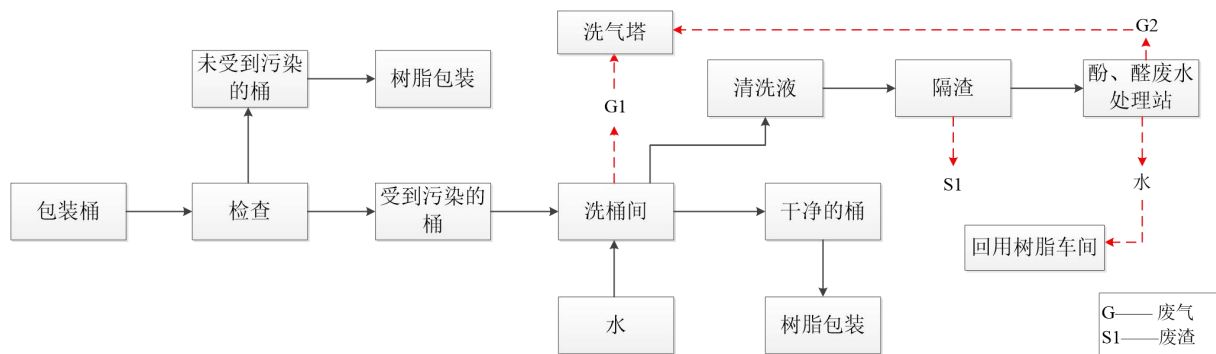 洗气塔
G2
未受到污染
的桶
树脂包装
G1
清洗液
隔渣
酚、醛废水
处理站
S1
水
包装桶
检查
受到污染的
桶
洗桶间
干净的桶
回用树脂车间
水
树脂包装
G—— 废气
S1——废渣